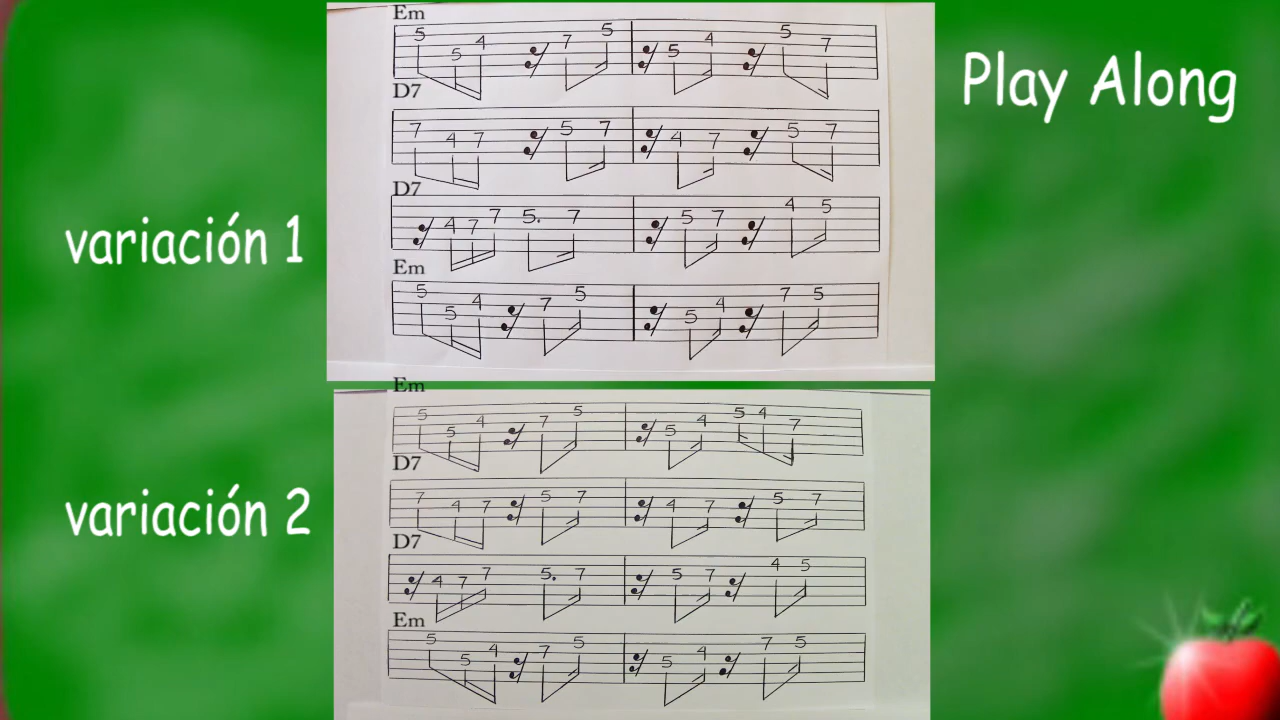 Play Along
variación 1
Em
5 5 4 7 5 5 4 5 7
D7
7 4 7 5 7 4 7 5 7
D7
4 7 7 5. 7 5 7 4 5
Em
5 5 4 7 5 5 4 7 5
variación 2
Em
5 5 4 7 5 5 4 5 4 7
D7
7 4 7 5 7 4 7 5 7
D7
4 7 7 5. 7 5 7 4 5
Em
5 5 4 7 5 5 4 7 5